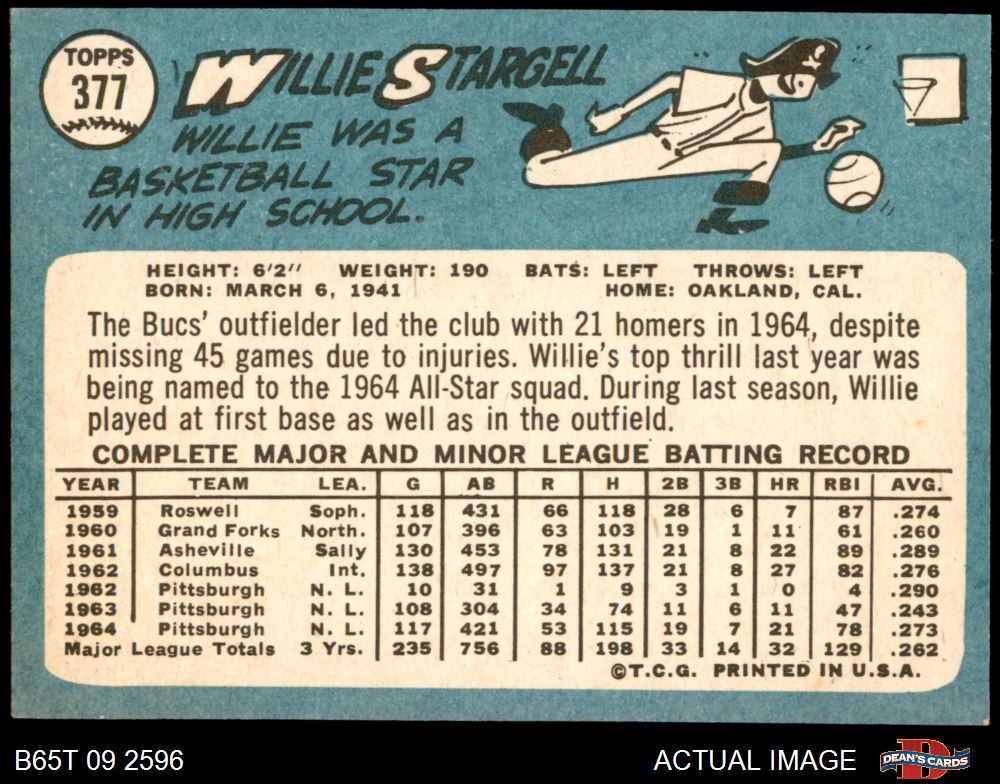 TOPPS
377
WILLIE STARGELL
WILLIE WAS A
BASKETBALL STAR
IN HIGH SCHOOL.
HEIGHT: 6'2" WEIGHT: 190 BATS: LEFT THROWS: LEFT
BORN: MARCH 6, 1941 HOME: OAKLAND, CAL.
The Bucs' outfielder led the club with 21 homers in 1964, despite
missing 45 games due to injuries. Willie's top thrill last year was
being named to the 1964 All-Star squad. During last season, Willie
played at first base as well as in the outfield.
COMPLETE MAJOR AND MINOR LEAGUE BATTING RECORD
YEAR TEAM LEA. G AB R H 2B 3B HR RBI AVG.
1959 Roswell Soph. 118 431 66 118 28 6 7 87 .274
1960 Grand Forks North. 107 396 63 103 19 1 11 61 .260
1961 Asheville Sally 130 453 78 131 21 8 22 89 .289
1962 Columbus Int. 138 497 97 137 21 8 27 82 .276
1962 Pittsburgh N. L. 10 31 1 9 3 1 0 4 .290
1963 Pittsburgh N. L. 108 304 34 74 11 6 11 47 .243
1964 Pittsburgh N. L. 117 421 53 115 19 7 21 78 .273
Major League Totals 3 Yrs. 235 756 88 198 33 14 32 129 .262
©T.C.G. PRINTED IN U.S.A.
B65T 09 2596 ACTUAL IMAGE
DEAN'S CARDS